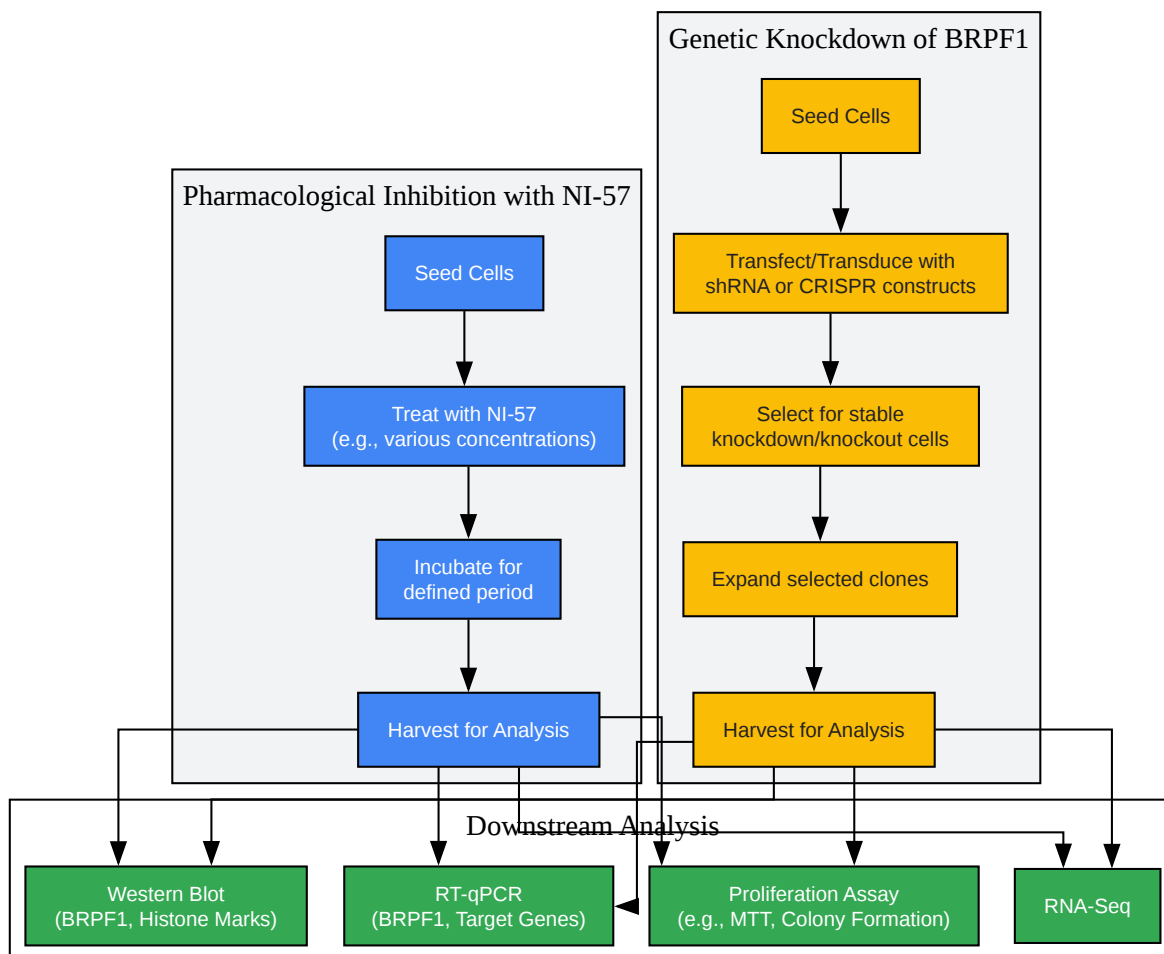 Genetic Knockdown of BRPF1
Seed Cells
Transfect/Transduce with
shRNA or CRISPR constructs
Select for stable
knockdown/knockout cells
Expand selected clones
Harvest for Analysis
Pharmacological Inhibition with NI-57
Seed Cells
Treat with NI-57
(e.g., various concentrations)
Incubate for
defined period
Harvest for Analysis
Downstream Analysis
Western Blot
(BRPF1, Histone Marks)
RT-qPCR
(BRPF1, Target Genes)
Proliferation Assay
(e.g., MTT, Colony Formation)
RNA-Seq